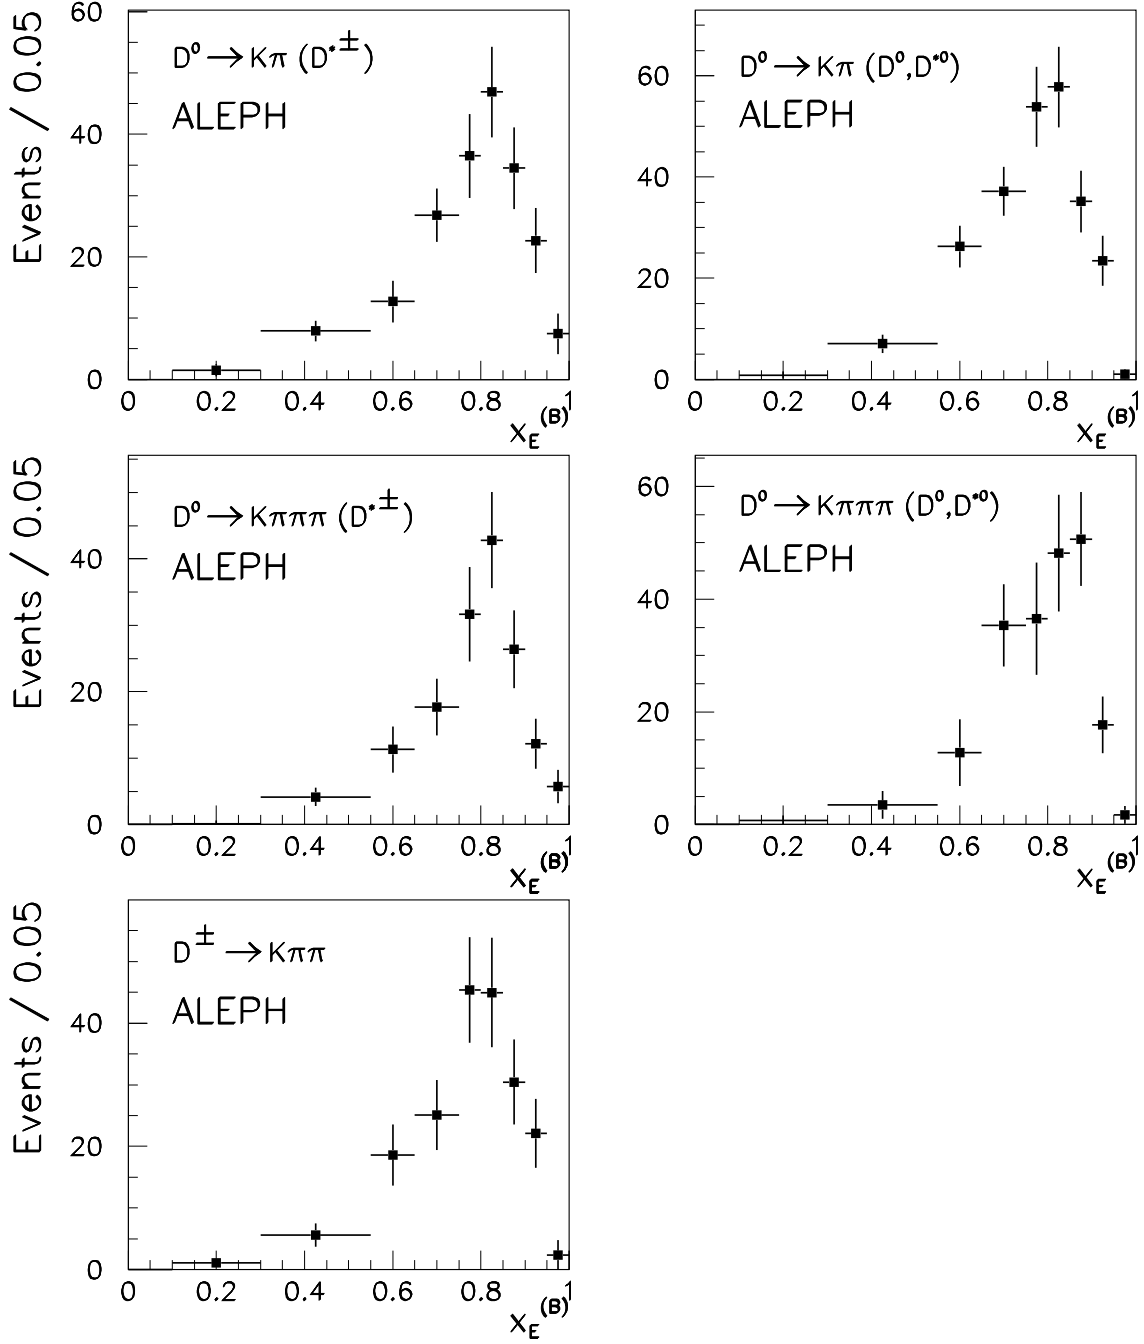 Events / 0.05
60
40
20
0
D⁰ → Kπ (D*±)
ALEPH
0 0.2 0.4 0.6 0.8 1
X_E^(B)
60
40
20
0
D⁰ → Kπ (D⁰,D*⁰)
ALEPH
0 0.2 0.4 0.6 0.8 1
X_E^(B)
Events / 0.05
40
20
0
D⁰ → Kπππ (D*±)
ALEPH
0 0.2 0.4 0.6 0.8 1
X_E^(B)
60
40
20
0
D⁰ → Kπππ (D⁰,D*⁰)
ALEPH
0 0.2 0.4 0.6 0.8 1
X_E^(B)
Events / 0.05
40
20
0
D± → Kππ
ALEPH
0 0.2 0.4 0.6 0.8 1
X_E^(B)